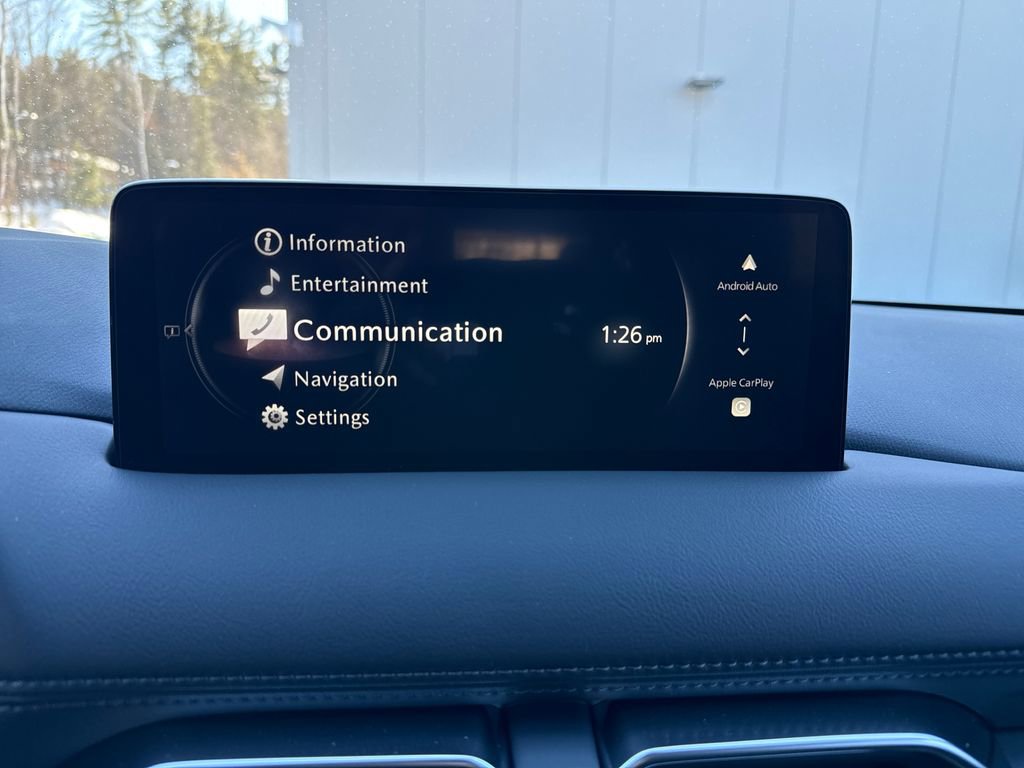 Information
Entertainment
Communication
Navigation
Settings
1:26 pm
Android Auto
Apple CarPlay